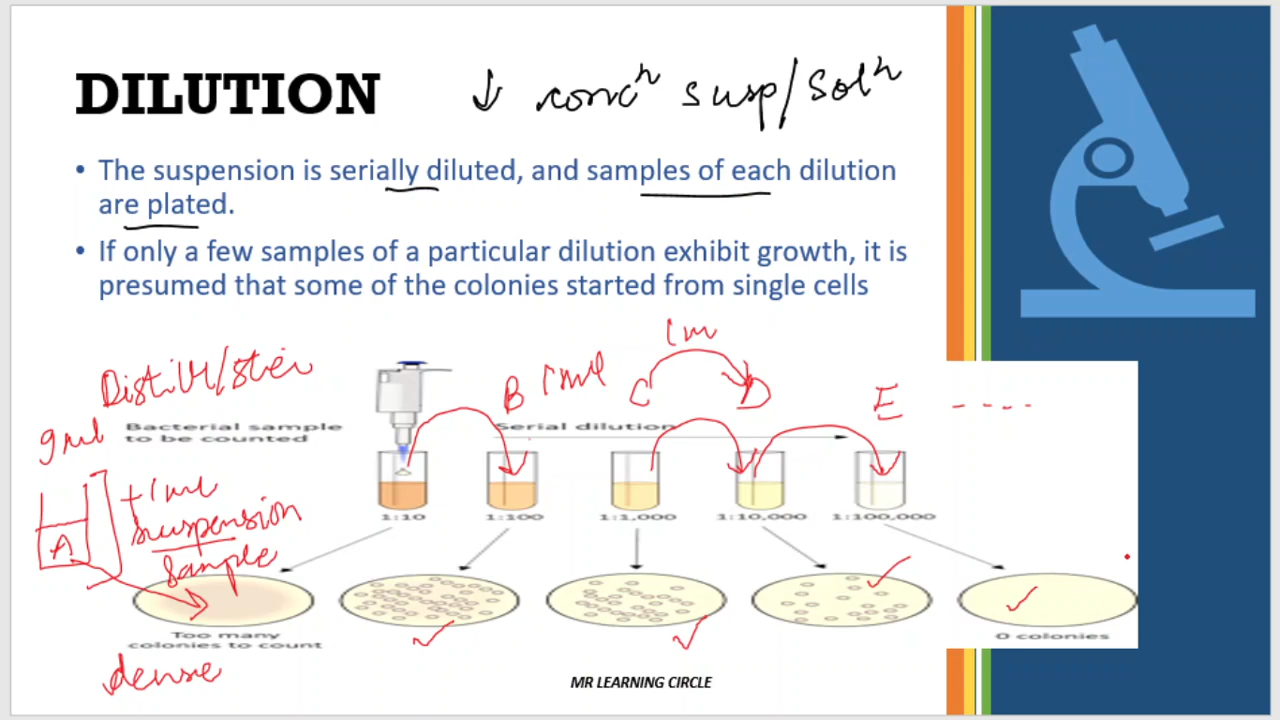 DILUTION
↓ concⁿ susp/Solⁿ
• The suspension is serially diluted, and samples of each dilution
are plated.
• If only a few samples of a particular dilution exhibit growth, it is
presumed that some of the colonies started from single cells
1m
B 1ml C D E ----
9ml
Bacterial sample
to be counted
Serial dilution
+1ml
suspension
sample
A
1:10 1:100 1:1,000 1:10,000 1:100,000
Too many
colonies to count
0 colonies
dense
MR LEARNING CIRCLE